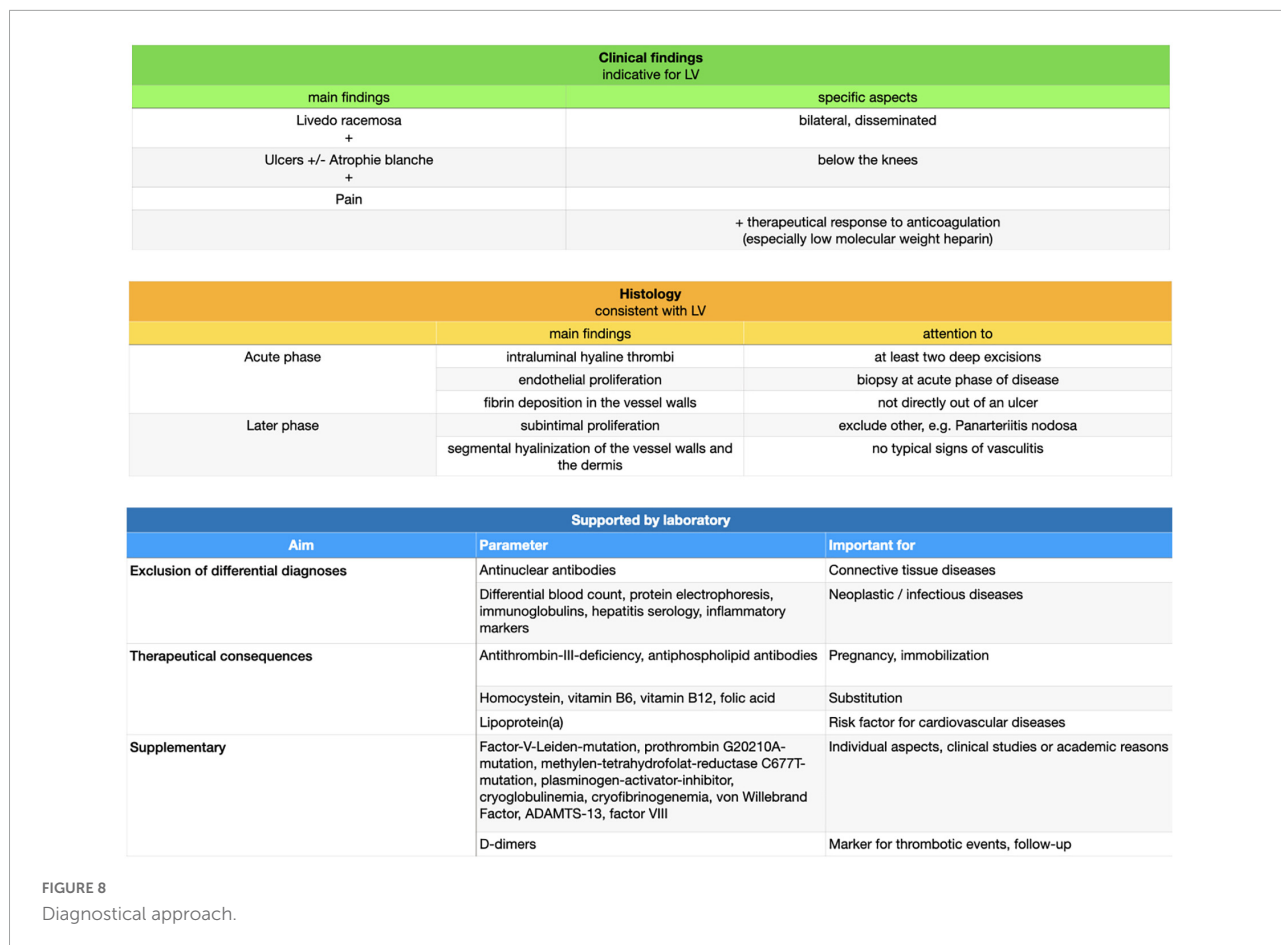 Clinical findings
indicative for LV
main findings
specific aspects
Livedo racemosa
+
bilateral, disseminated
Ulcers +/- Atrophie blanche
+
below the knees
Pain
+ therapeutical response to anticoagulation
(especially low molecular weight heparin)
Histology
consistent with LV
main findings
attention to
Acute phase
intraluminal hyaline thrombi
at least two deep excisions
endothelial proliferation
biopsy at acute phase of disease
fibrin deposition in the vessel walls
not directly out of an ulcer
Later phase
subintimal proliferation
exclude other, e.g. Panarteriitis nodosa
segmental hyalinization of the vessel walls and
the dermis
no typical signs of vasculitis
Supported by laboratory
Aim
Parameter
Important for
Exclusion of differential diagnoses
Antinuclear antibodies
Connective tissue diseases
Differential blood count, protein electrophoresis,
immunoglobulins, hepatitis serology, inflammatory
markers
Neoplastic / infectious diseases
Therapeutical consequences
Antithrombin-III-deficiency, antiphospholipid antibodies
Pregnancy, immobilization
Homocystein, vitamin B6, vitamin B12, folic acid
Substitution
Lipoprotein(a)
Risk factor for cardiovascular diseases
Supplementary
Factor-V-Leiden-mutation, prothrombin G20210A-
mutation, methylen-tetrahydrofolat-reductase C677T-
mutation, plasminogen-activator-inhibitor,
cryoglobulinemia, cryofibrinogenemia, von Willebrand
Factor, ADAMTS-13, factor VIII
Individual aspects, clinical studies or academic reasons
D-dimers
Marker for thrombotic events, follow-up
FIGURE 8
Diagnostical approach.